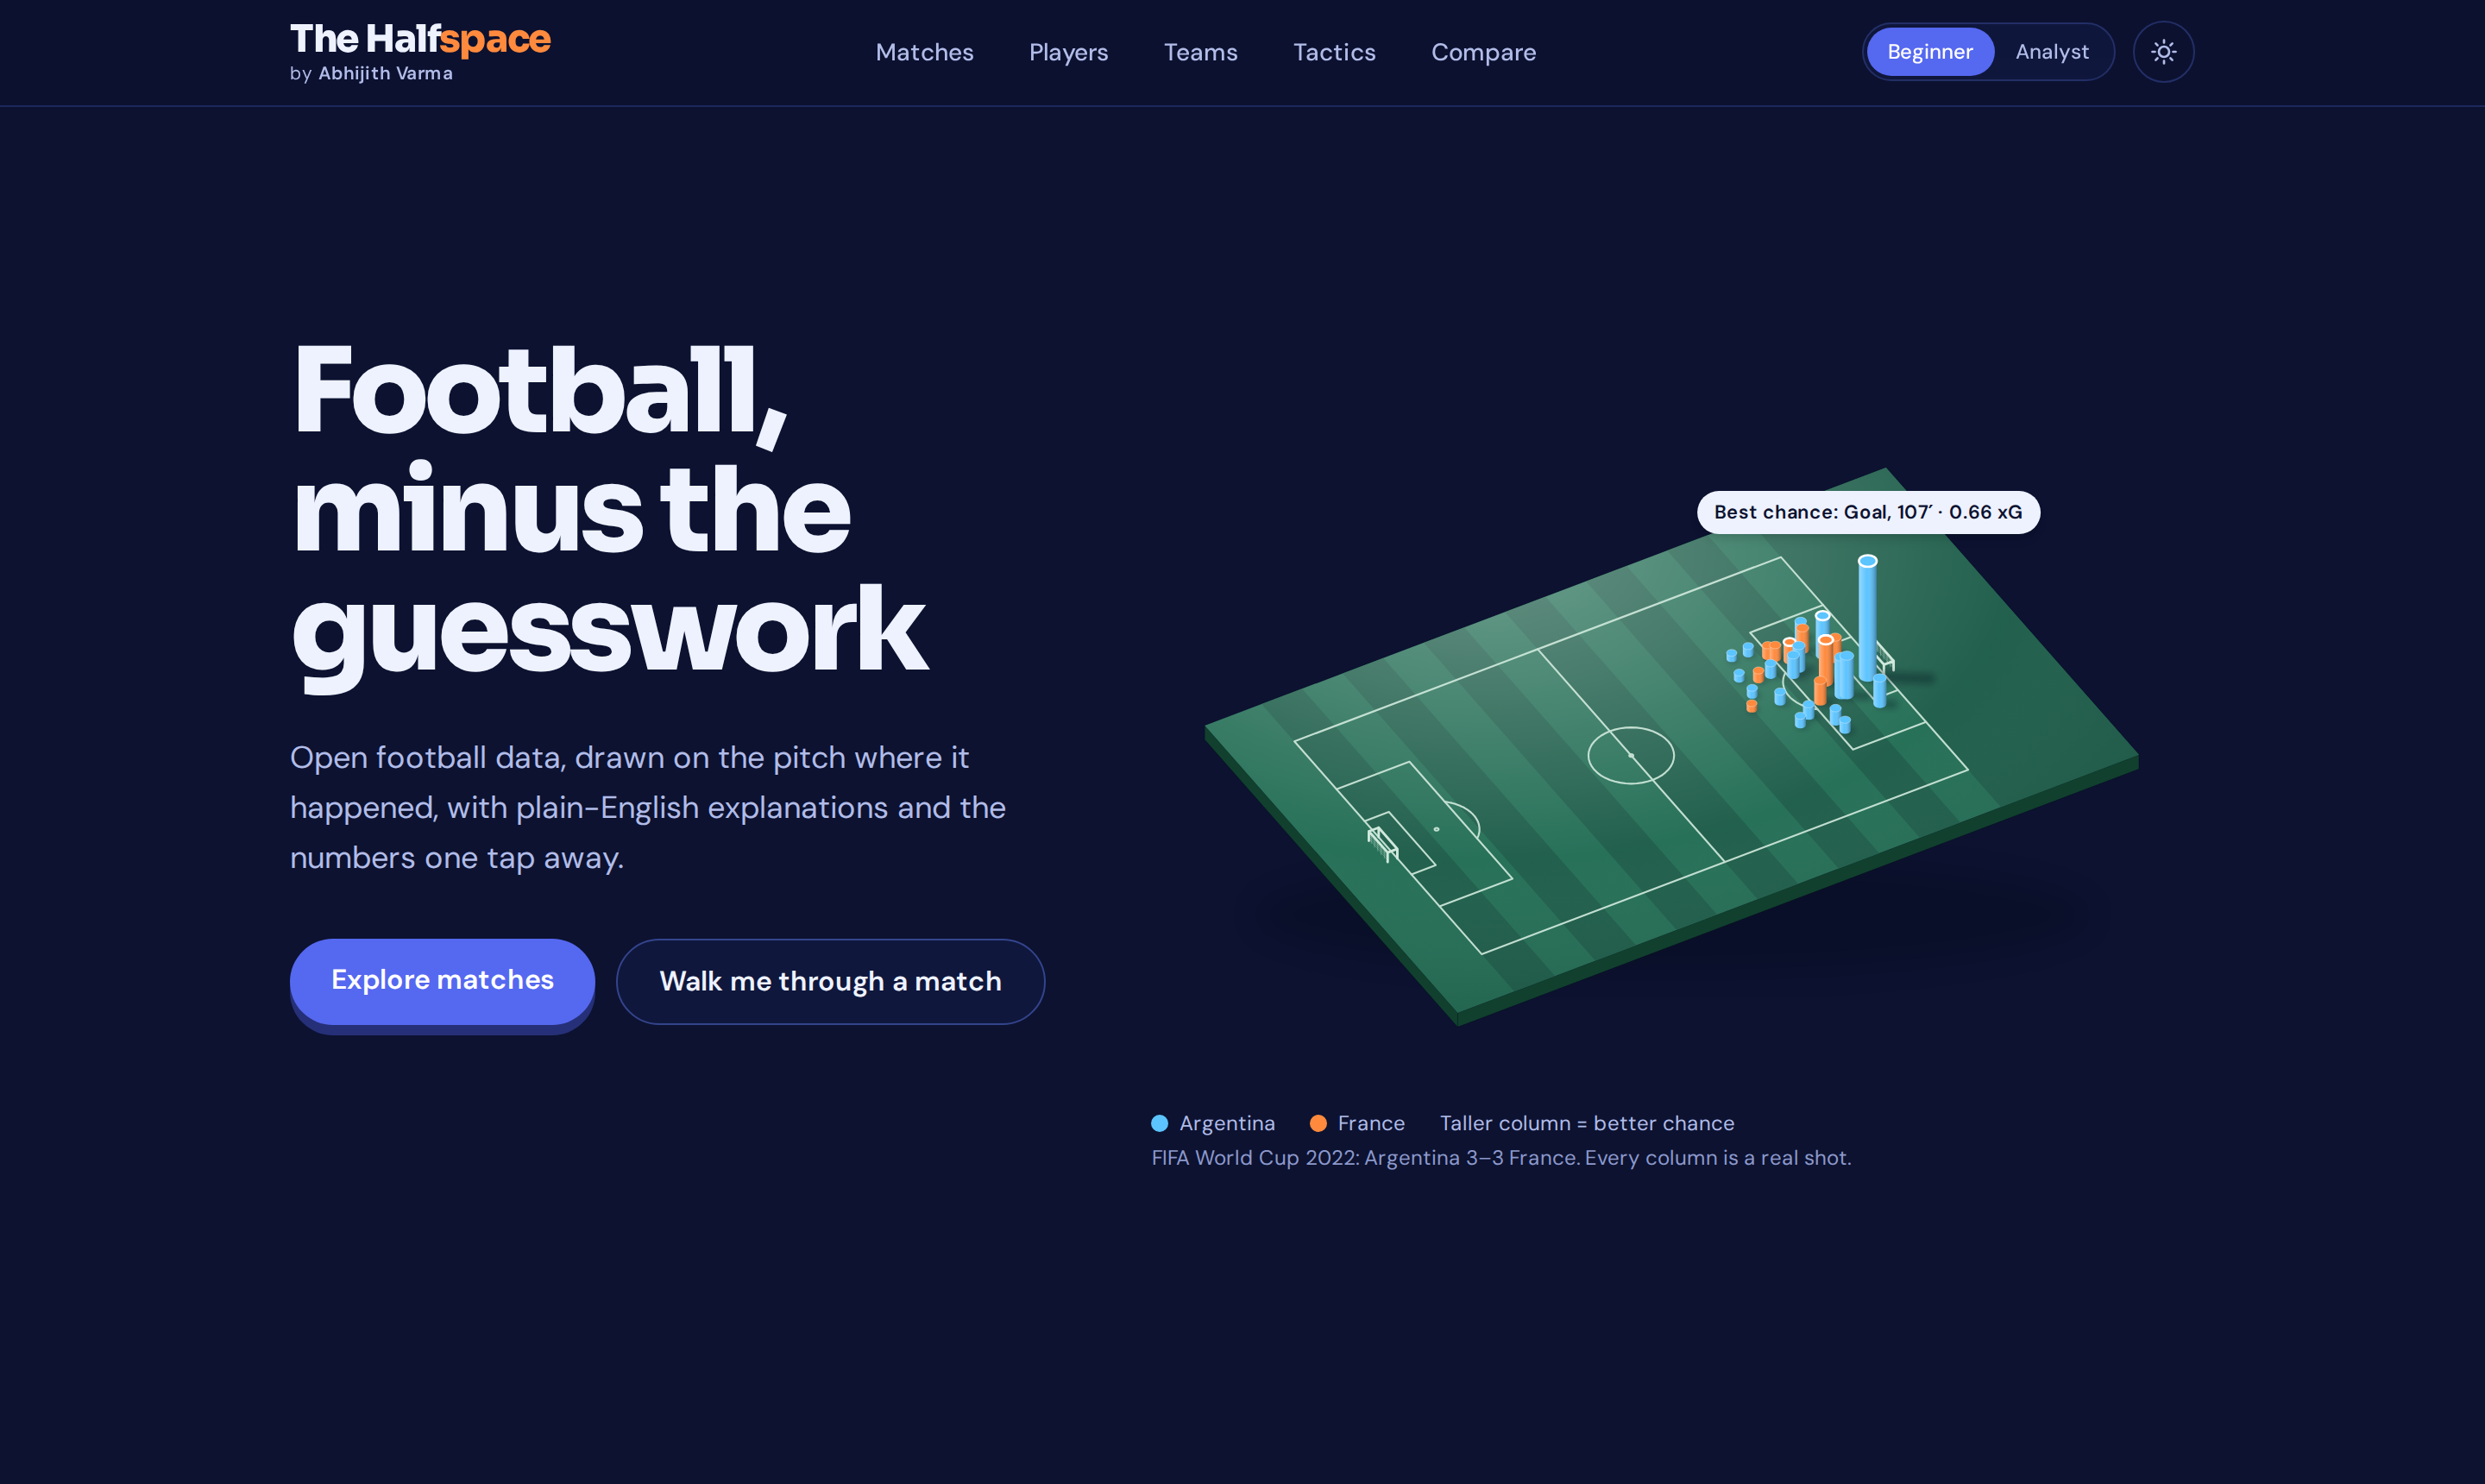 The Halfspace
by Abhijith Varma
Matches
Players
Teams
Tactics
Compare
Beginner
Analyst
Football,
minus the
guesswork
Open football data, drawn on the pitch where it
happened, with plain-English explanations and the
numbers one tap away.
Explore matches
Walk me through a match
Best chance: Goal, 107′ · 0.66 xG
Argentina
France
Taller column = better chance
FIFA World Cup 2022: Argentina 3–3 France. Every column is a real shot.